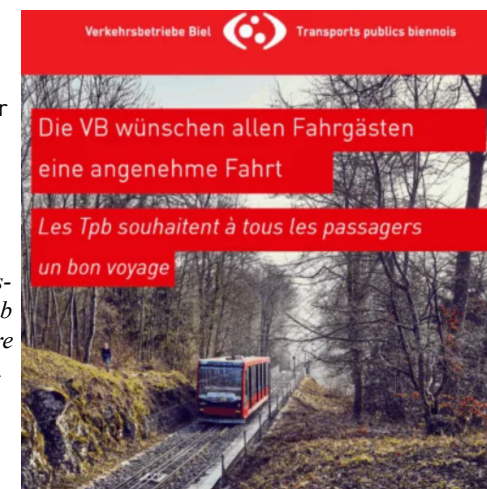 Verkehrsbetriebe Biel Transports publics biennois
Die VB wünschen allen Fahrgästen
eine angenehme Fahrt
Les Tpb souhaitent à tous les passagers
un bon voyage